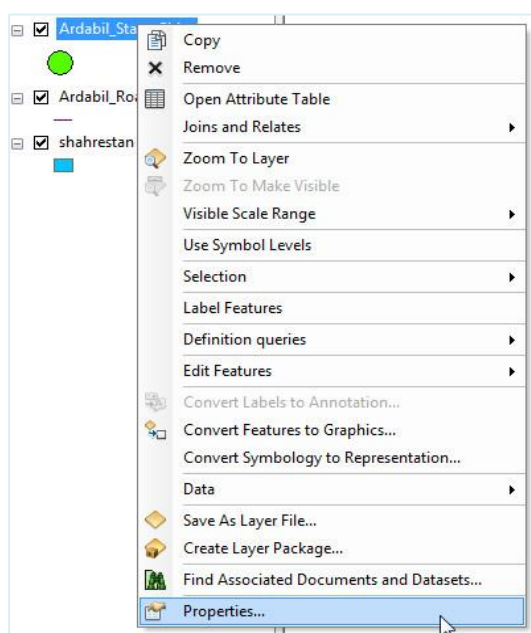 Ardabil_Sta
Ardabil_Roa
shahrestan
Copy
Remove
Open Attribute Table
Joins and Relates
Zoom To Layer
Zoom To Make Visible
Visible Scale Range
Use Symbol Levels
Selection
Label Features
Definition queries
Edit Features
Convert Labels to Annotation...
Convert Features to Graphics...
Convert Symbology to Representation...
Data
Save As Layer File...
Create Layer Package...
Find Associated Documents and Datasets...
Properties...